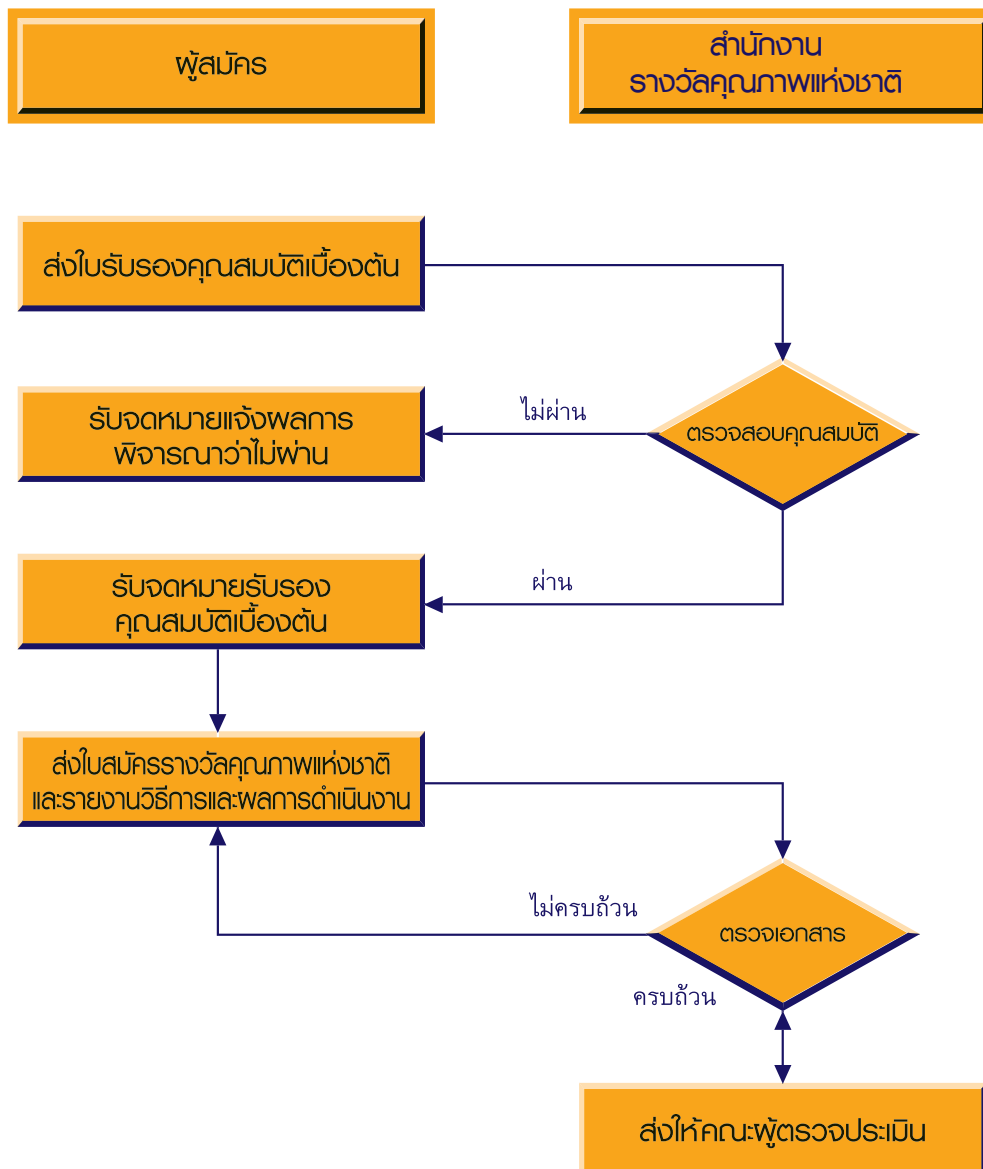 ผู้สมัคร
สำนักงาน
รางวัลคุณภาพแห่งชาติ
ส่งใบรับรองคุณสมบัติเบื้องต้น
รับจดหมายแจ้งผลการ
พิจารณาว่าไม่ผ่าน
ไม่ผ่าน
ตรวจสอบคุณสมบัติ
ผ่าน
รับจดหมายรับรอง
คุณสมบัติเบื้องต้น
ส่งใบสมัครรางวัลคุณภาพแห่งชาติ
และรายงานวิธีการและผลการดำเนินงาน
ไม่ครบถ้วน
ตรวจเอกสาร
ครบถ้วน
ส่งให้คณะผู้ตรวจประเมิน